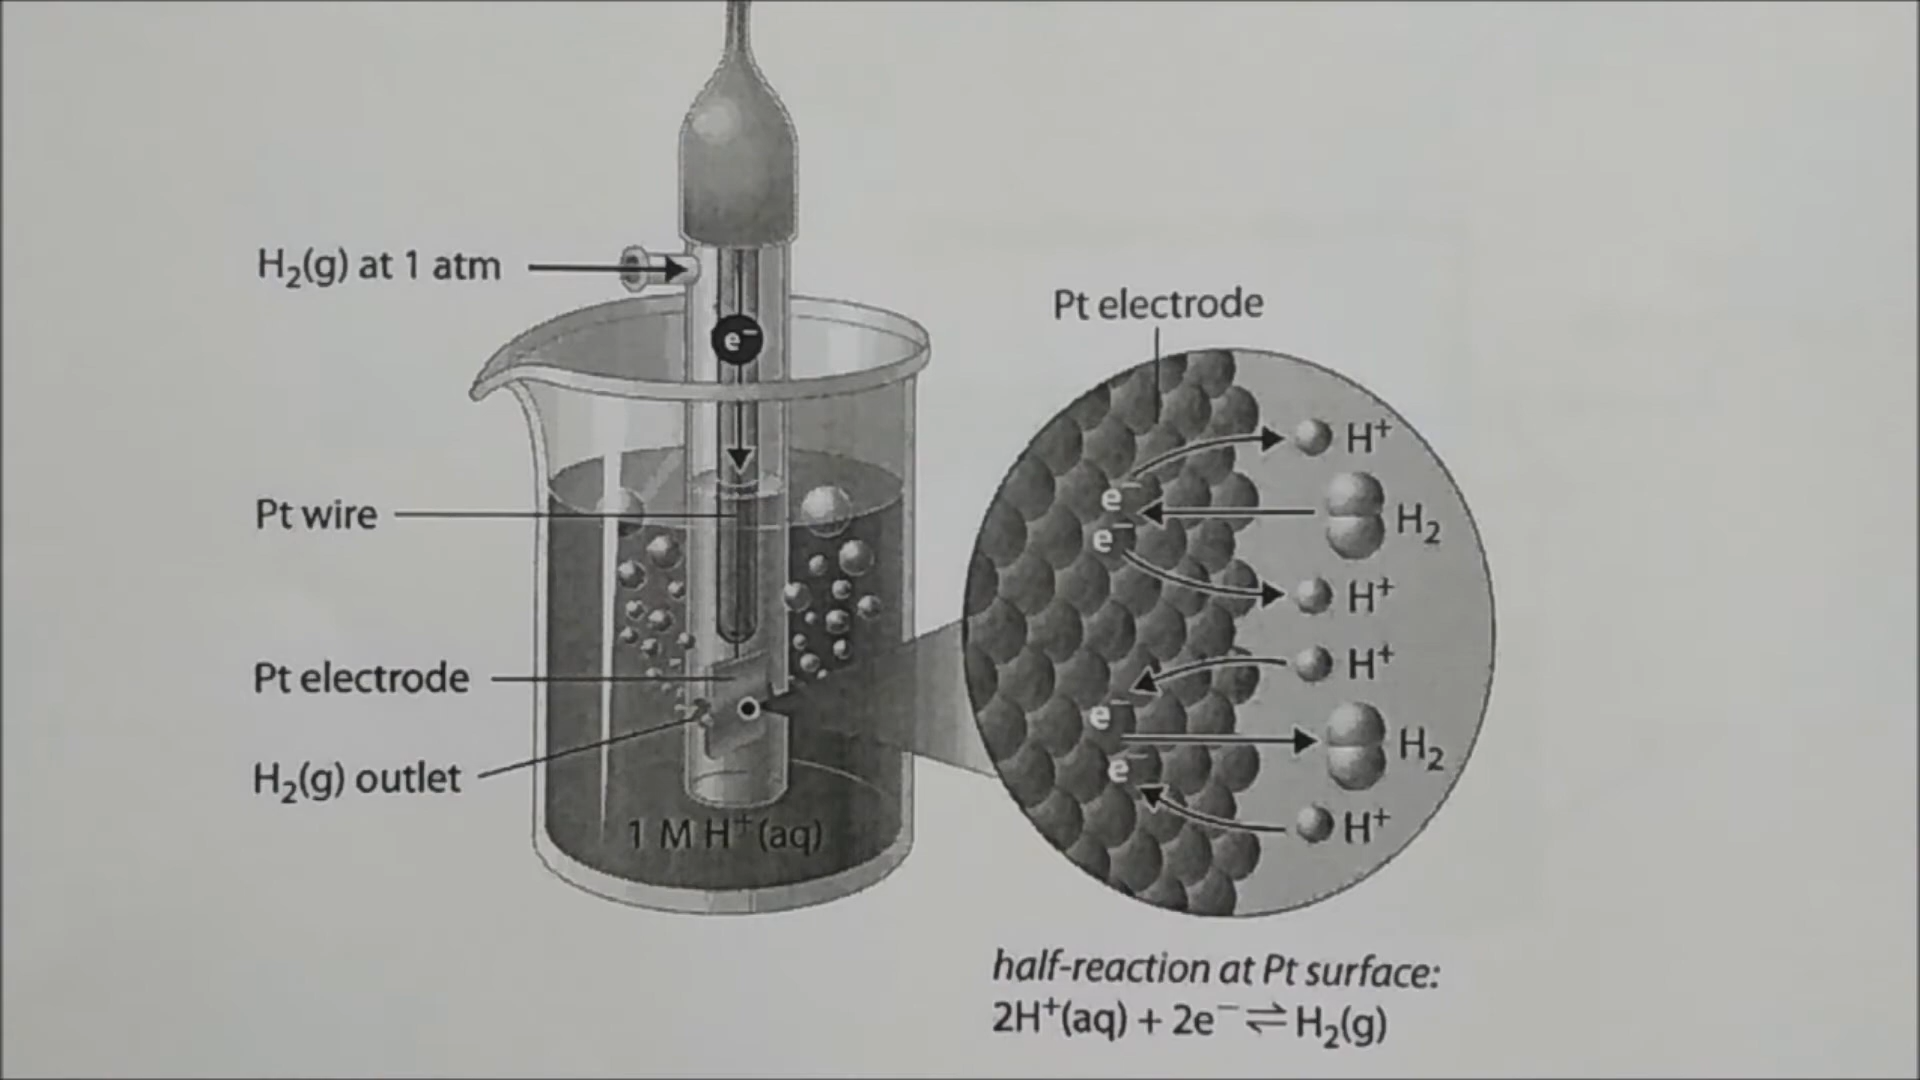 H₂(g) at 1 atm
e⁻
Pt wire
Pt electrode
H₂(g) outlet
1 M H⁺(aq)
Pt electrode
H⁺
e⁻
H₂
e⁻
H⁺
H⁺
e⁻
H₂
e⁻
H⁺
half-reaction at Pt surface:
2H⁺(aq) + 2e⁻ ⇌ H₂(g)